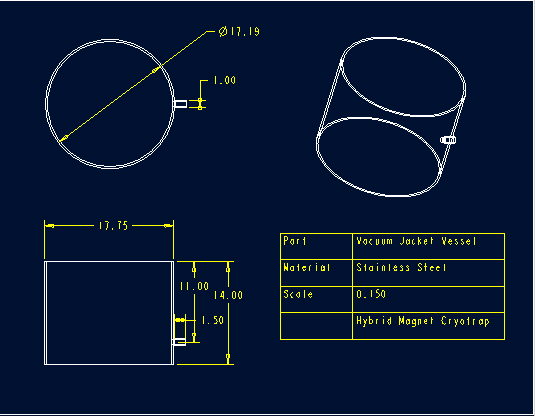 Ø17.19
1.00
17.75
11.00
14.00
1.50
Part Vacuum Jacket Vessel
Material Stainless Steel
Scale 0.150
Hybrid Magnet Cryotrap